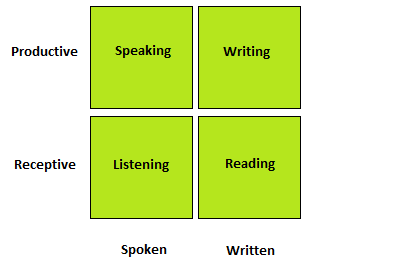 Productive Speaking Writing
Receptive Listening Reading
Spoken Written